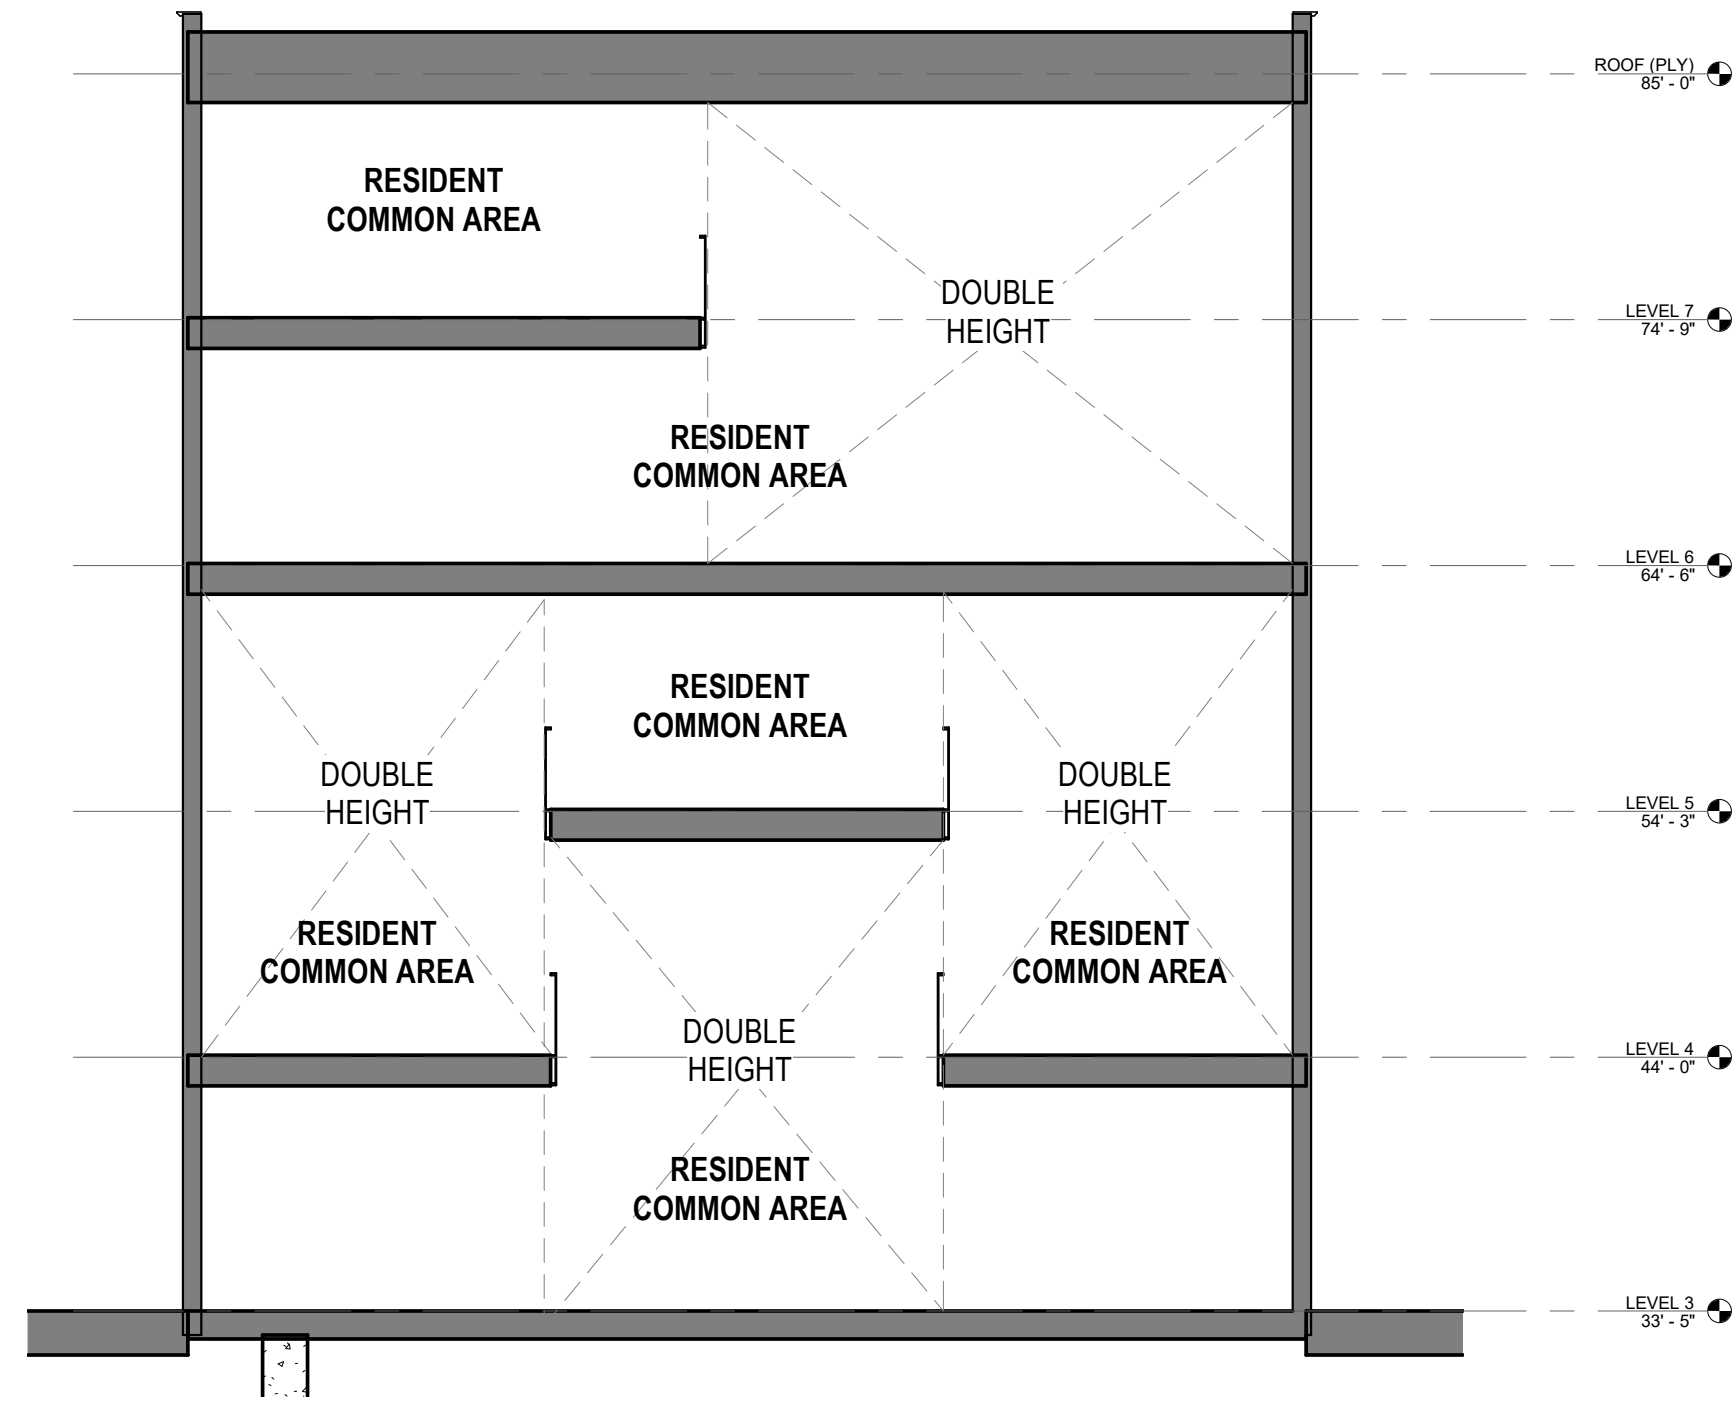 ROOF (PLY)
85' - 0"
RESIDENT
COMMON AREA
DOUBLE
HEIGHT
LEVEL 7
74' - 9"
RESIDENT
COMMON AREA
LEVEL 6
64' - 6"
RESIDENT
COMMON AREA
DOUBLE
HEIGHT
DOUBLE
HEIGHT
LEVEL 5
54' - 3"
RESIDENT
COMMON AREA
RESIDENT
COMMON AREA
DOUBLE
HEIGHT
LEVEL 4
44' - 0"
RESIDENT
COMMON AREA
LEVEL 3
33' - 5"